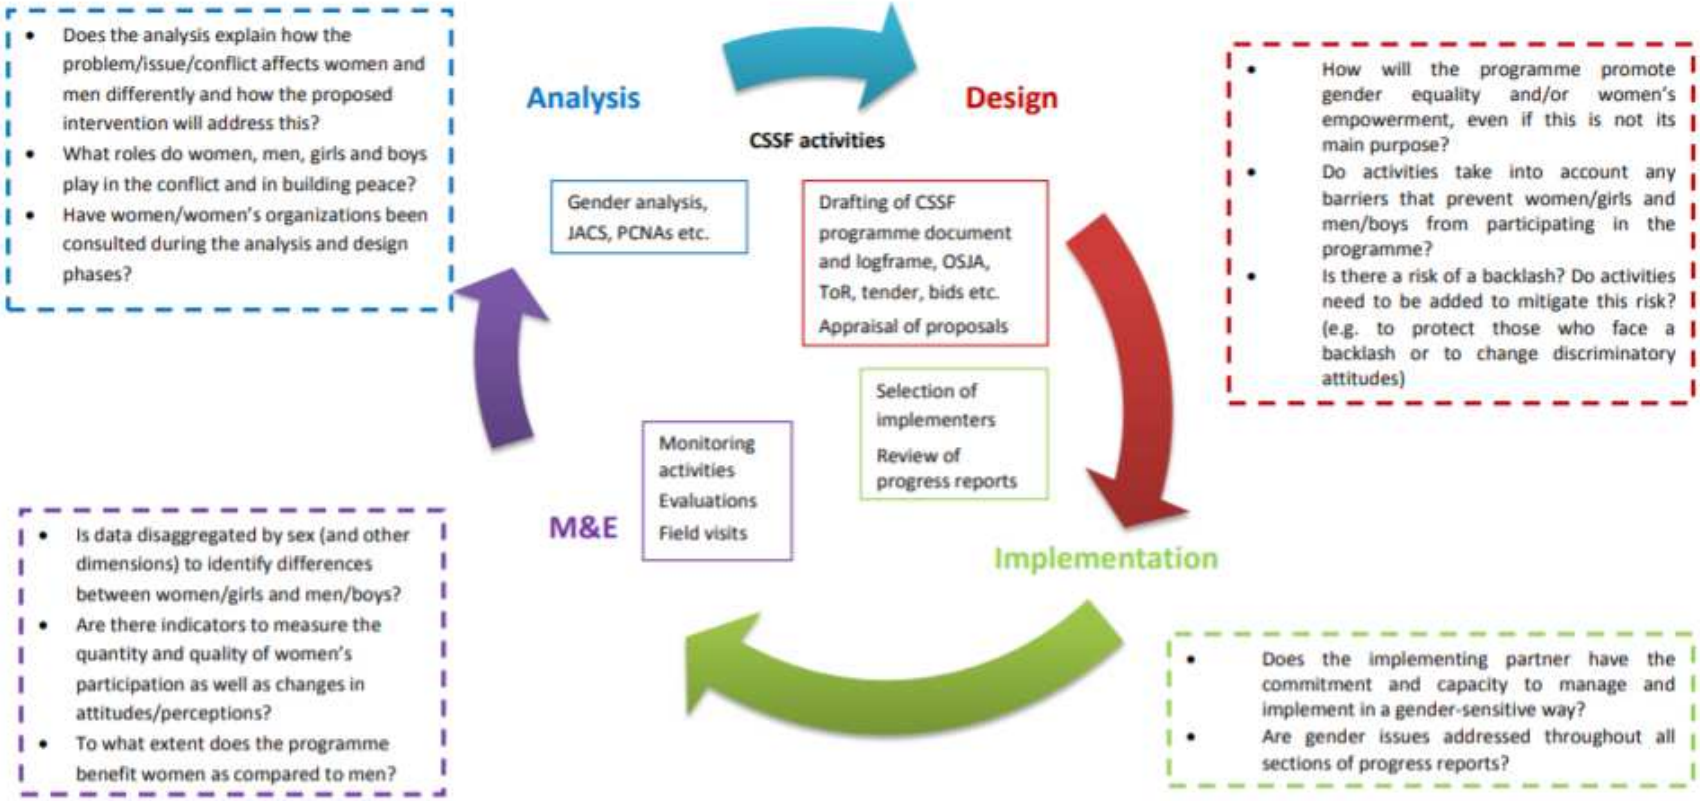 • Does the analysis explain how the
problem/issue/conflict affects women and
men differently and how the proposed
intervention will address this?
• What roles do women, men, girls and boys
play in the conflict and in building peace?
• Have women/women's organizations been
consulted during the analysis and design
phases?
Analysis
Design
CSSF activities
Gender analysis,
JACS, PCNAs etc.
Drafting of CSSF
programme document
and logframe, OSJA,
ToR, tender, bids etc.
Appraisal of proposals
• How will the programme promote
gender equality and/or women's
empowerment, even if this is not its
main purpose?
• Do activities take into account any
barriers that prevent women/girls and
men/boys from participating in the
programme?
• Is there a risk of a backlash? Do activities
need to be added to mitigate this risk?
(e.g. to protect those who face a
backlash or to change discriminatory
attitudes)
Selection of
implementers
Review of
progress reports
Monitoring
activities
Evaluations
Field visits
M&E
Implementation
• Is data disaggregated by sex (and other
dimensions) to identify differences
between women/girls and men/boys?
• Are there indicators to measure the
quantity and quality of women's
participation as well as changes in
attitudes/perceptions?
• To what extent does the programme
benefit women as compared to men?
• Does the implementing partner have the
commitment and capacity to manage and
implement in a gender-sensitive way?
• Are gender issues addressed throughout all
sections of progress reports?